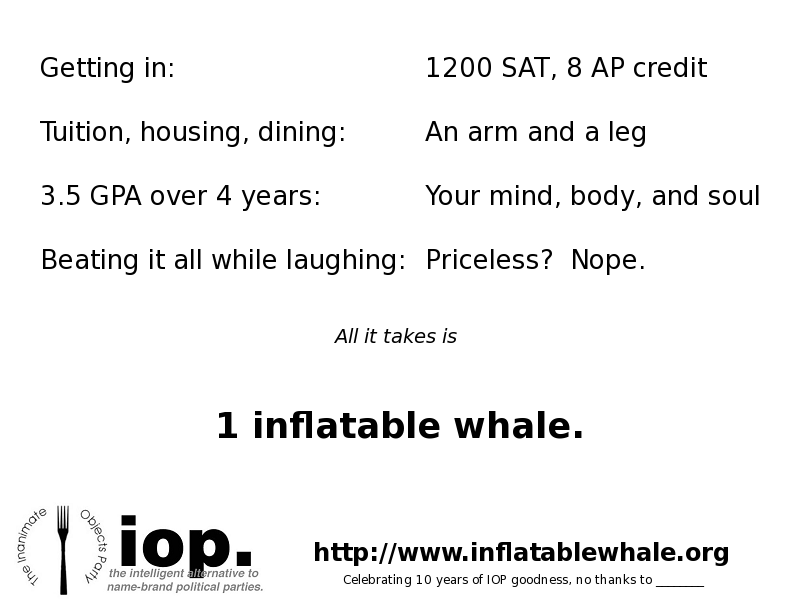 Getting in: 1200 SAT, 8 AP credit
Tuition, housing, dining: An arm and a leg
3.5 GPA over 4 years: Your mind, body, and soul
Beating it all while laughing: Priceless?  Nope.
All it takes is
1 inflatable whale.
The Inanimate Objects Party
iop.
the intelligent alternative to
name-brand political parties.
http://www.inflatablewhale.org
Celebrating 10 years of IOP goodness, no thanks to ________